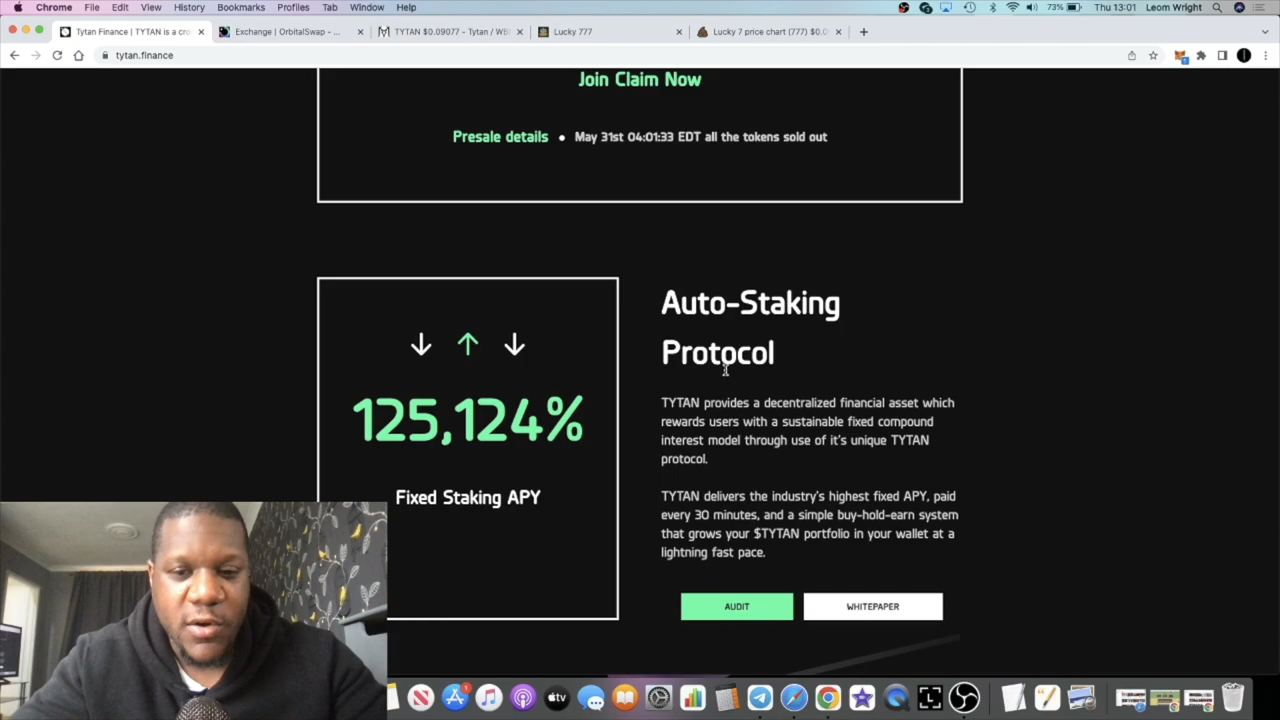 Chrome File Edit View History Bookmarks Profiles Tab Window Help 73% Thu 13:01 Leom Wright
Tytan Finance | TYTAN is a cro Exchange | OrbitalSwap - ... TYTAN $0.09077 - Tytan / WB Lucky 777 Lucky 7 price chart (777) $0.0
tytan.finance
Join Claim Now
Presale details • May 31st 04:01:33 EDT all the tokens sold out
125,124%
Fixed Staking APY
Auto-Staking
Protocol
TYTAN provides a decentralized financial asset which
rewards users with a sustainable fixed compound
interest model through use of it's unique TYTAN
protocol.
TYTAN delivers the industry's highest fixed APY, paid
every 30 minutes, and a simple buy-hold-earn system
that grows your $TYTAN portfolio in your wallet at a
lightning fast pace.
AUDIT WHITEPAPER
tv